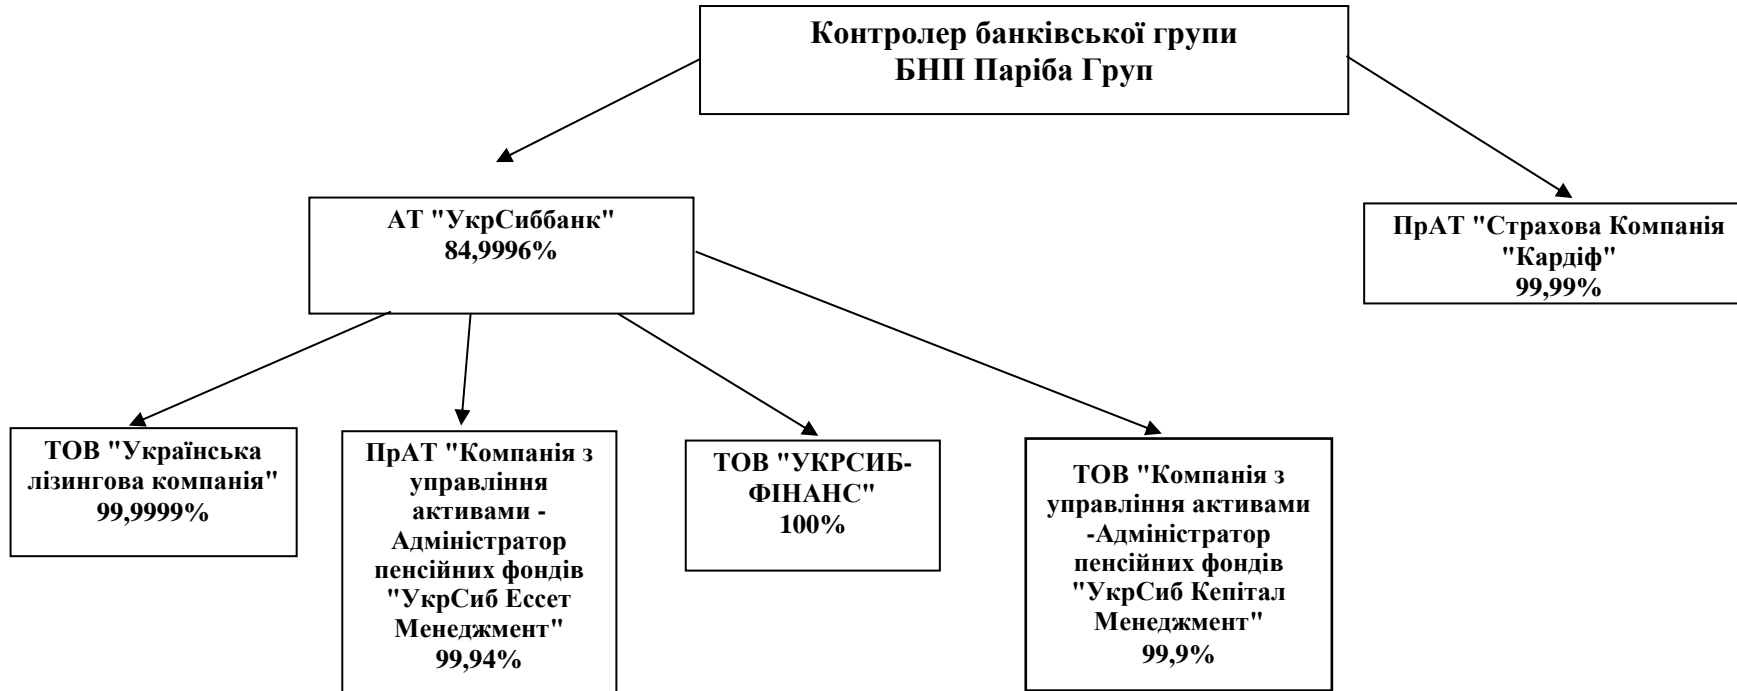 Контролер банківської групи
БНП Паріба Груп
АТ "УкрСиббанк"
84,9996%
ПрАТ "Страхова Компанія
"Кардіф"
99,99%
ТОВ "Українська
лізингова компанія"
99,9999%
ПрАТ "Компанія з
управління
активами -
Адміністратор
пенсійних фондів
"УкрСиб Ессет
Менеджмент"
99,94%
ТОВ "УКРСИБ-
ФІНАНС"
100%
ТОВ "Компанія з
управління активами
-Адміністратор
пенсійних фондів
"УкрСиб Кепітал
Менеджмент"
99,9%